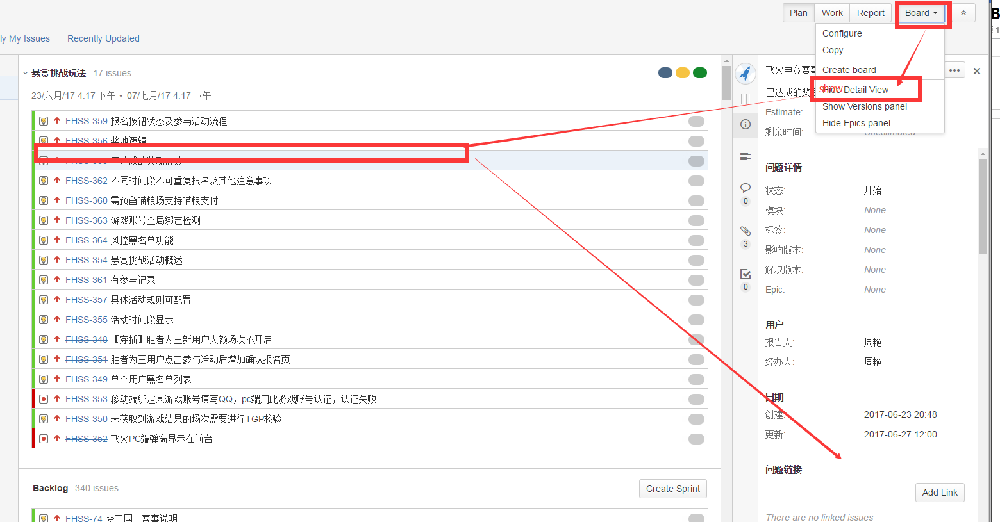 Plan Work Report Board
ly My Issues Recently Updated
Configure
Copy
Create board
show
Hide Detail View
Show Versions panel
Hide Epics panel
悬赏挑战玩法 17 issues
23/六月/17 4:17 下午 • 07/七月/17 4:17 下午
FHSS-359 报名按钮状态及参与活动流程
FHSS-356 奖池逻辑
已达成的奖励份数
FHSS-362 不同时间段不可重复报名及其他注意事项
FHSS-360 需预留喵粮场支持喵粮支付
FHSS-363 游戏账号全局绑定检测
FHSS-364 风控黑名单功能
FHSS-354 悬赏挑战活动概述
FHSS-361 有参与记录
FHSS-357 具体活动规则可配置
FHSS-355 活动时间段显示
FHSS-348 【穿插】胜者为王新用户大额场次不开启
FHSS-351 胜者为王用户点击参与活动后增加确认报名页
FHSS-349 单个用户黑名单列表
FHSS-353 移动端绑定某游戏账号填写QQ，pc端用此游戏账号认证，认证失败
FHSS-350 未获取到游戏结果的场次需要进行TGP校验
FHSS-352 飞火PC端弹窗显示在前台
Backlog 340 issues Create Sprint
FHSS-74 梦三国二赛事说明
飞火电竞赛事
已达成的奖
Estimate:
剩余时间: Unestimated
问题详情
状态: 开始
模块: None
标签: None
影响版本: None
解决版本: None
Epic: None
0
3
0
用户
报告人: 周艳
经办人: 周艳
日期
创建: 2017-06-23 20:48
更新: 2017-06-27 12:00
问题链接
Add Link
There are no linked issues
B